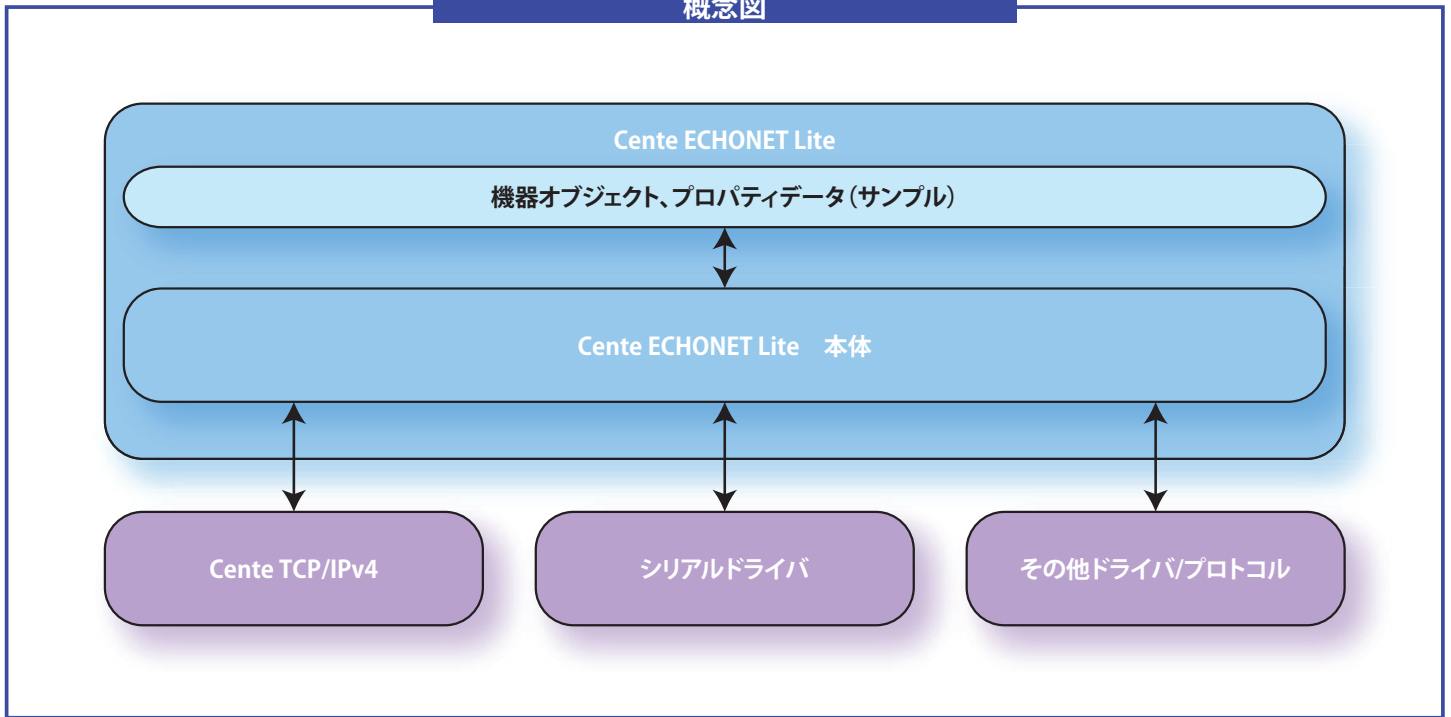 概念図
Cente ECHONET Lite
機器オブジェクト、プロパティデータ（サンプル）
Cente ECHONET Lite　本体
Cente TCP/IPv4
シリアルドライバ
その他ドライバ/プロトコル